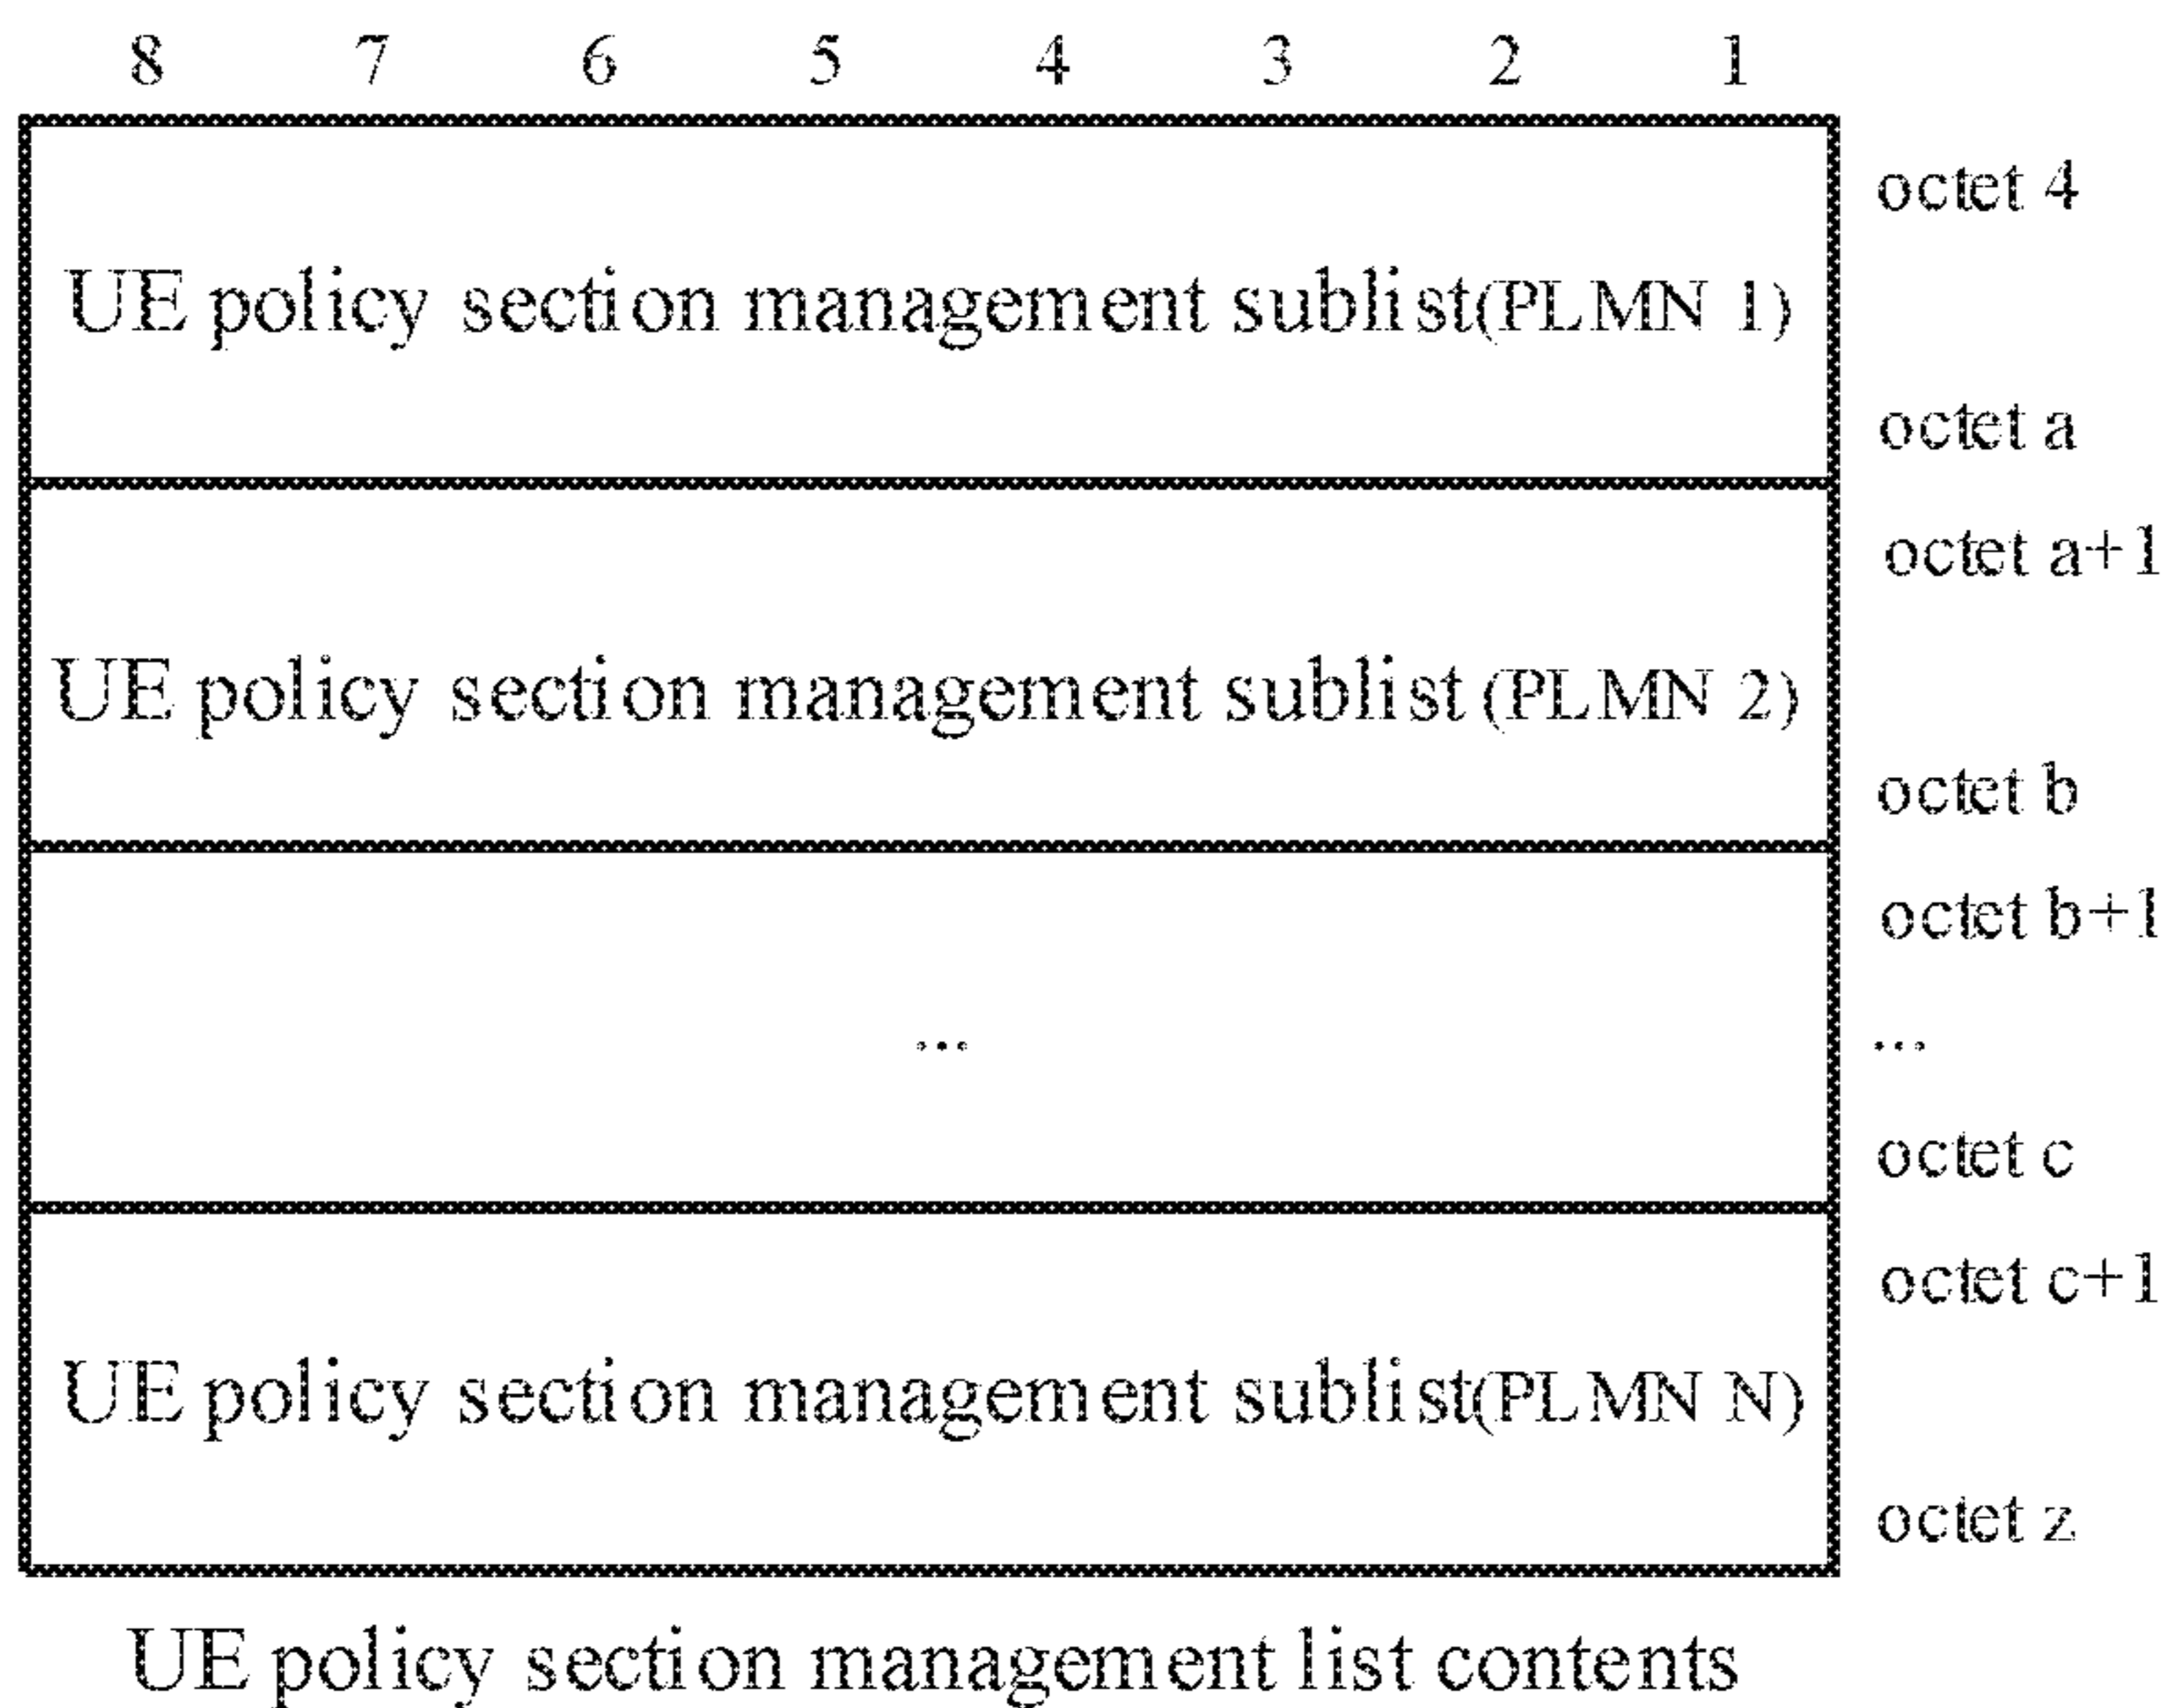 8 7 6 5 4 3 2 1
octet 4
UE policy section management sublist(PLMN 1)
octet a
octet a+1
UE policy section management sublist (PLMN 2)
octet b
octet b+1
... ...
octet c
octet c+1
UE policy section management sublist(PLMN N)
octet z
UE policy section management list contents